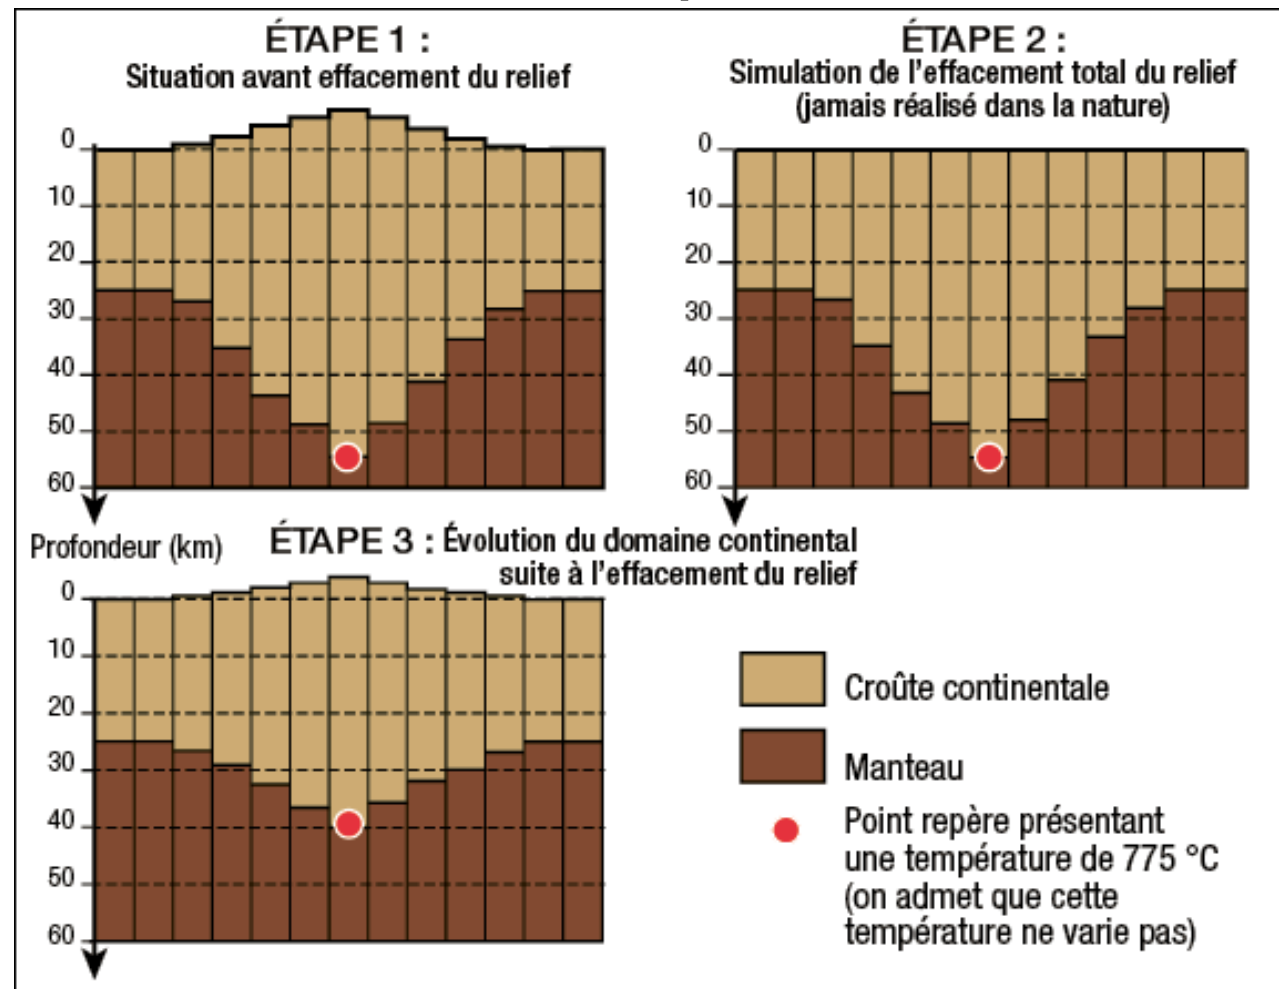 ÉTAPE 1 :
Situation avant effacement du relief
0
10
20
30
40
50
60
Profondeur (km)
ÉTAPE 2 :
Simulation de l'effacement total du relief
(jamais réalisé dans la nature)
0
10
20
30
40
50
60
ÉTAPE 3 : Évolution du domaine continental
suite à l'effacement du relief
0
10
20
30
40
50
60
Croûte continentale
Manteau
Point repère présentant
une température de 775 °C
(on admet que cette
température ne varie pas)